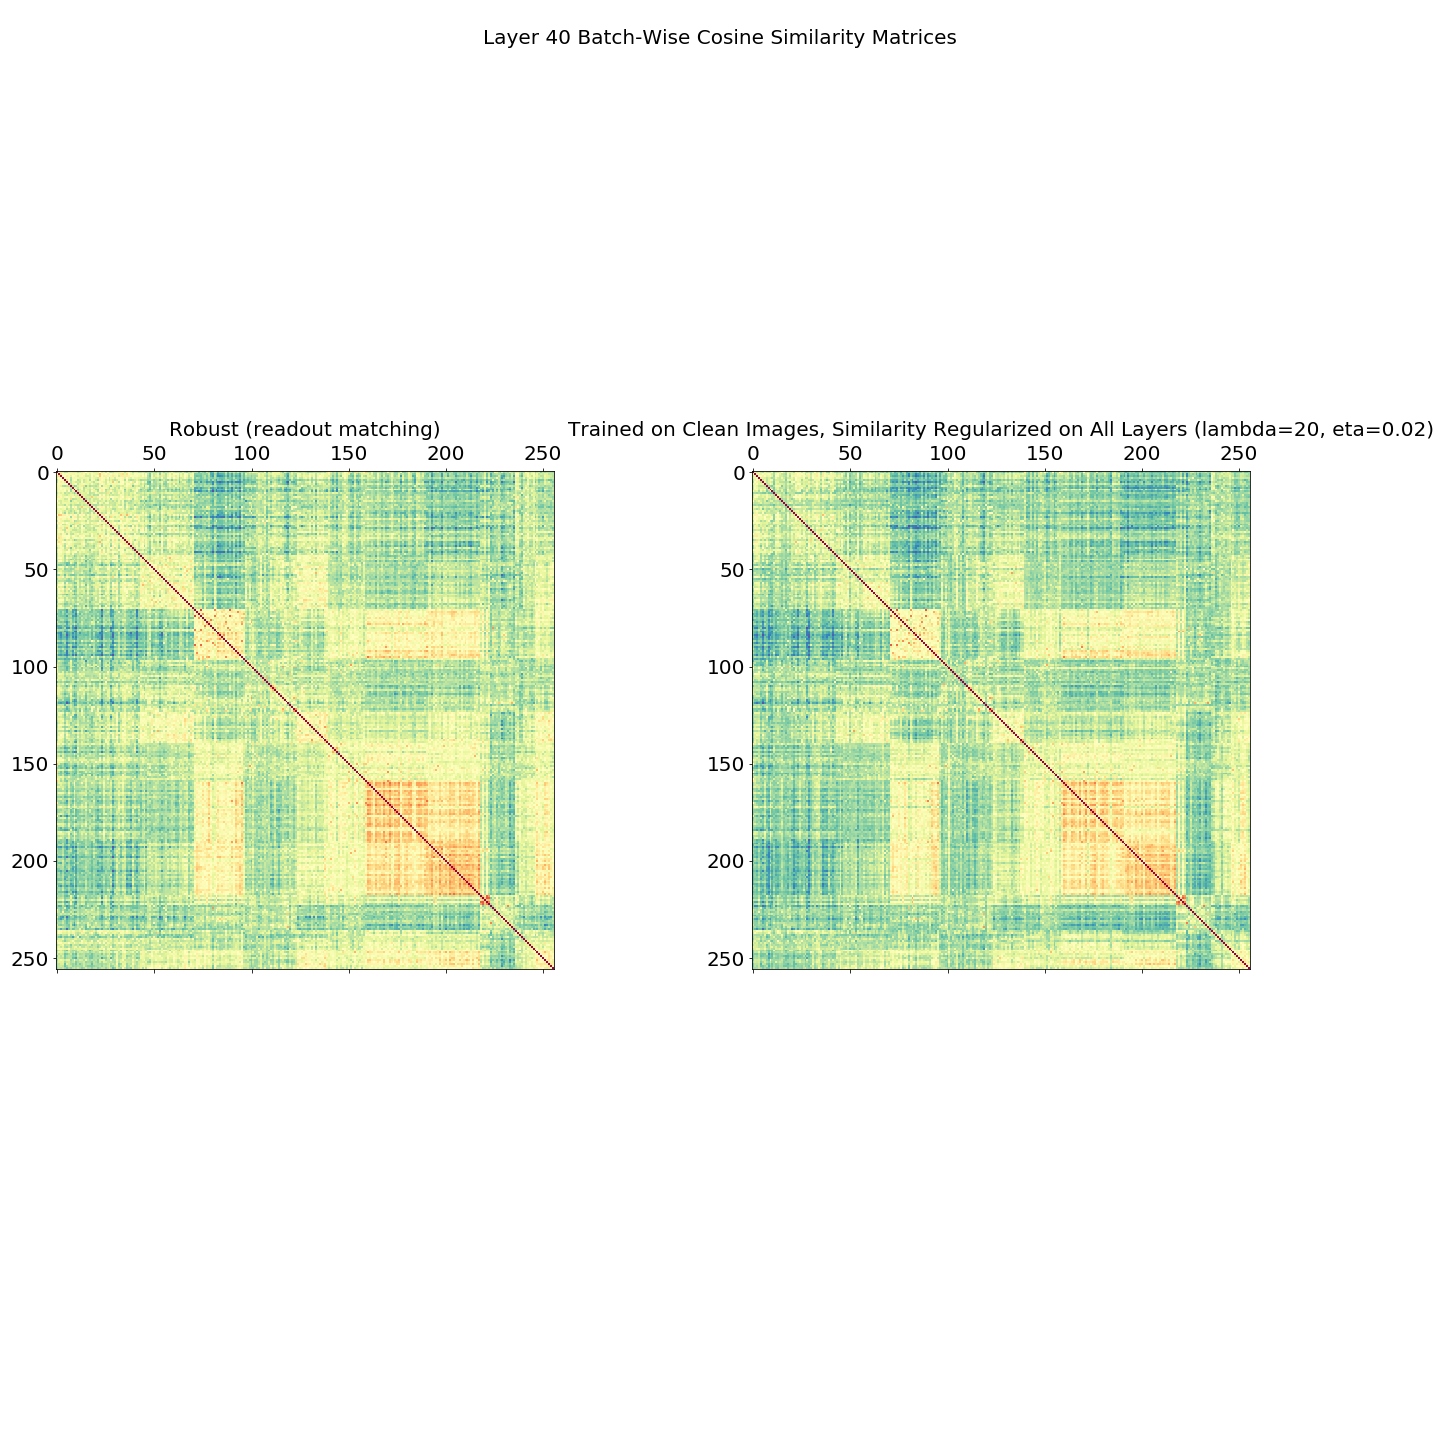 Layer 40 Batch-Wise Cosine Similarity Matrices
Robust (readout matching)
0 50 100 150 200 250
0
50
100
150
200
250
Trained on Clean Images, Similarity Regularized on All Layers (lambda=20, eta=0.02)
0 50 100 150 200 250
0
50
100
150
200
250